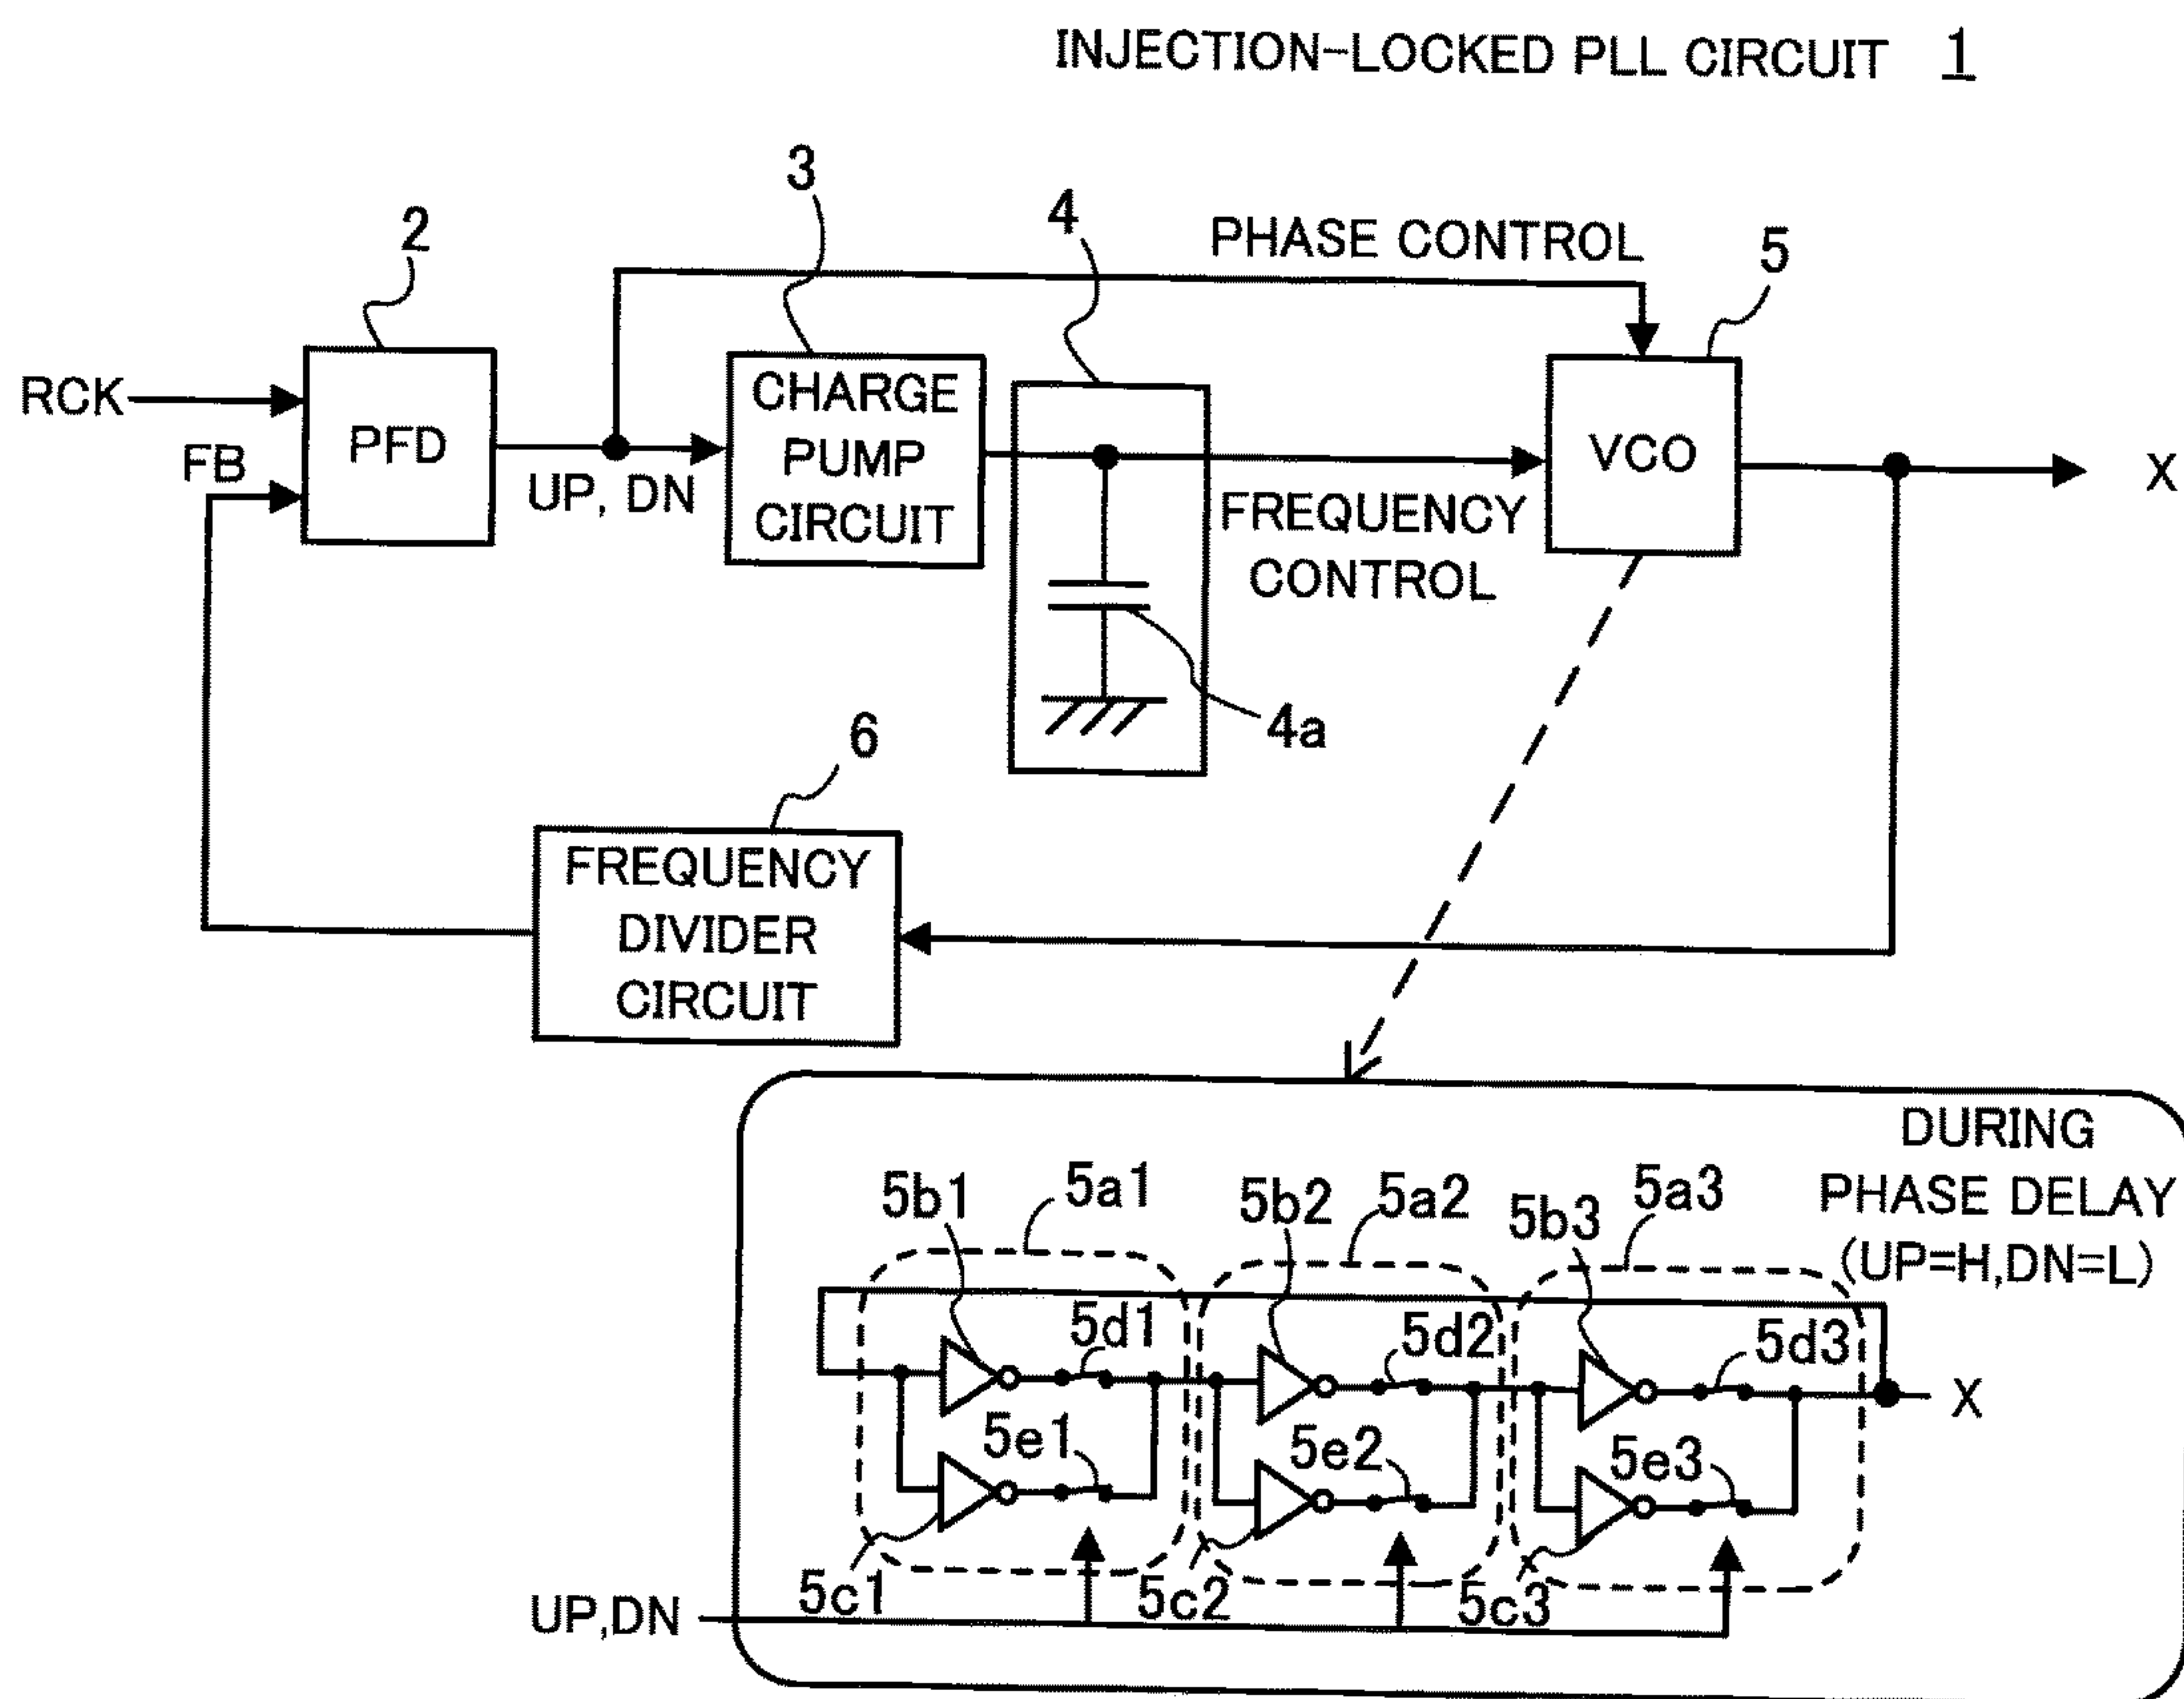 INJECTION-LOCKED PLL CIRCUIT 1
3
2
4
PHASE CONTROL
5
RCK
FB
PFD
UP, DN
CHARGE
PUMP
CIRCUIT
FREQUENCY
CONTROL
VCO
X
4a
6
FREQUENCY
DIVIDER
CIRCUIT
DURING
PHASE DELAY
(UP=H,DN=L)
5b1
5a1
5b2
5a2
5b3
5a3
5d1
5d2
5d3
X
5e1
5e2
5e3
5c1
5c2
5c3
UP,DN